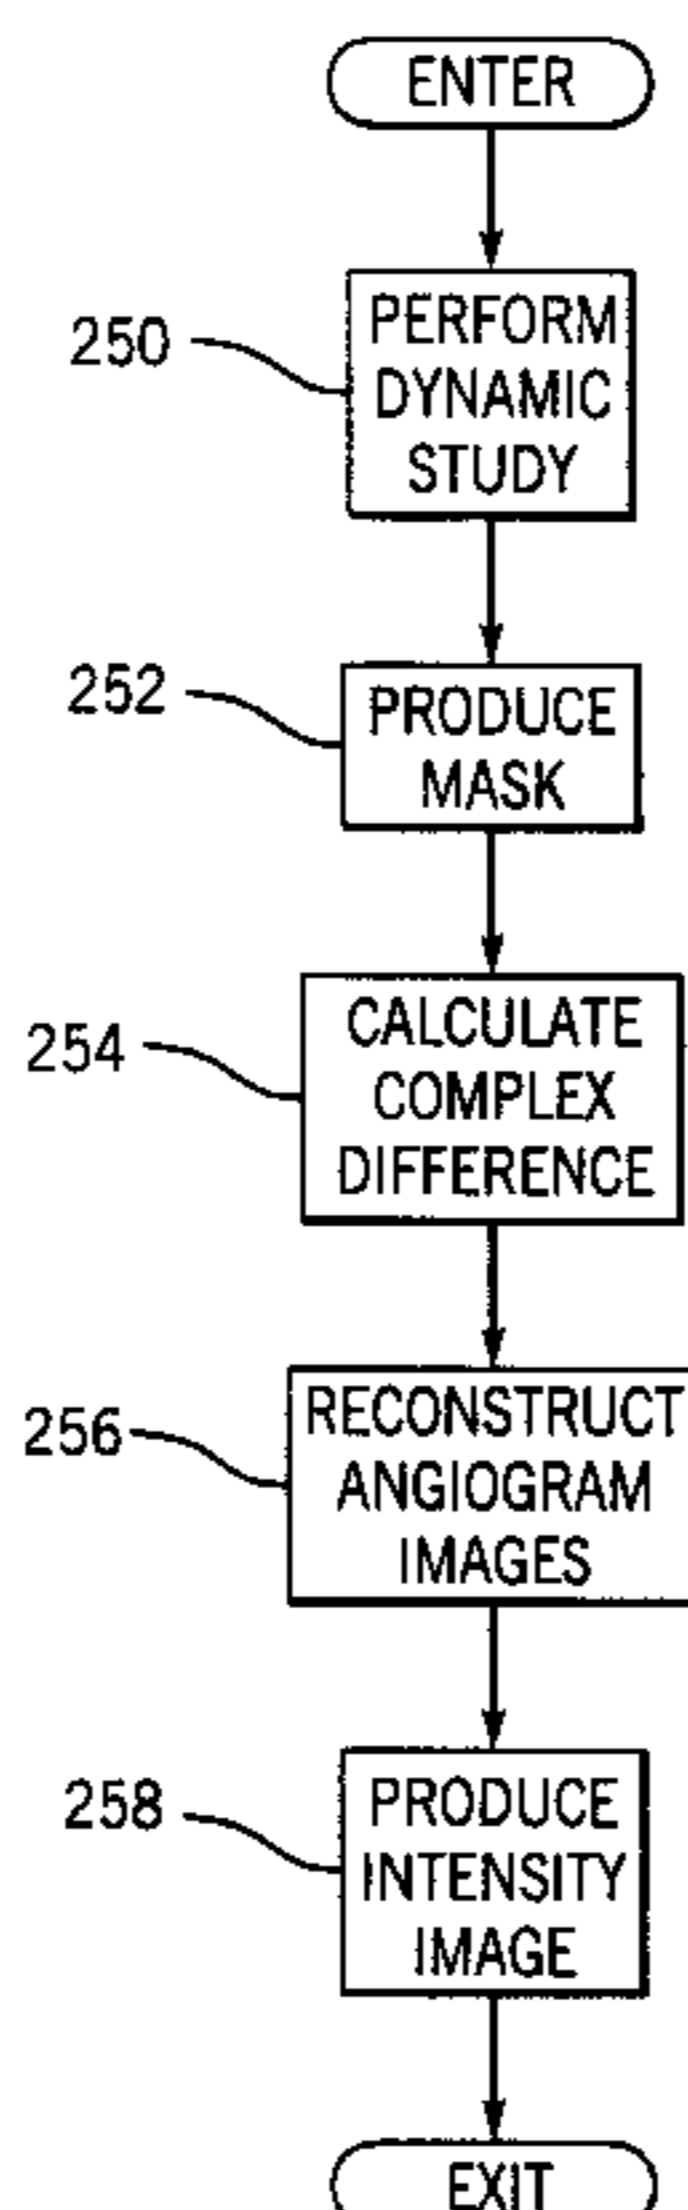 ENTER
250
PERFORM
DYNAMIC
STUDY
252
PRODUCE
MASK
254
CALCULATE
COMPLEX
DIFFERENCE
256
RECONSTRUCT
ANGIOGRAM
IMAGES
258
PRODUCE
INTENSITY
IMAGE
EXIT